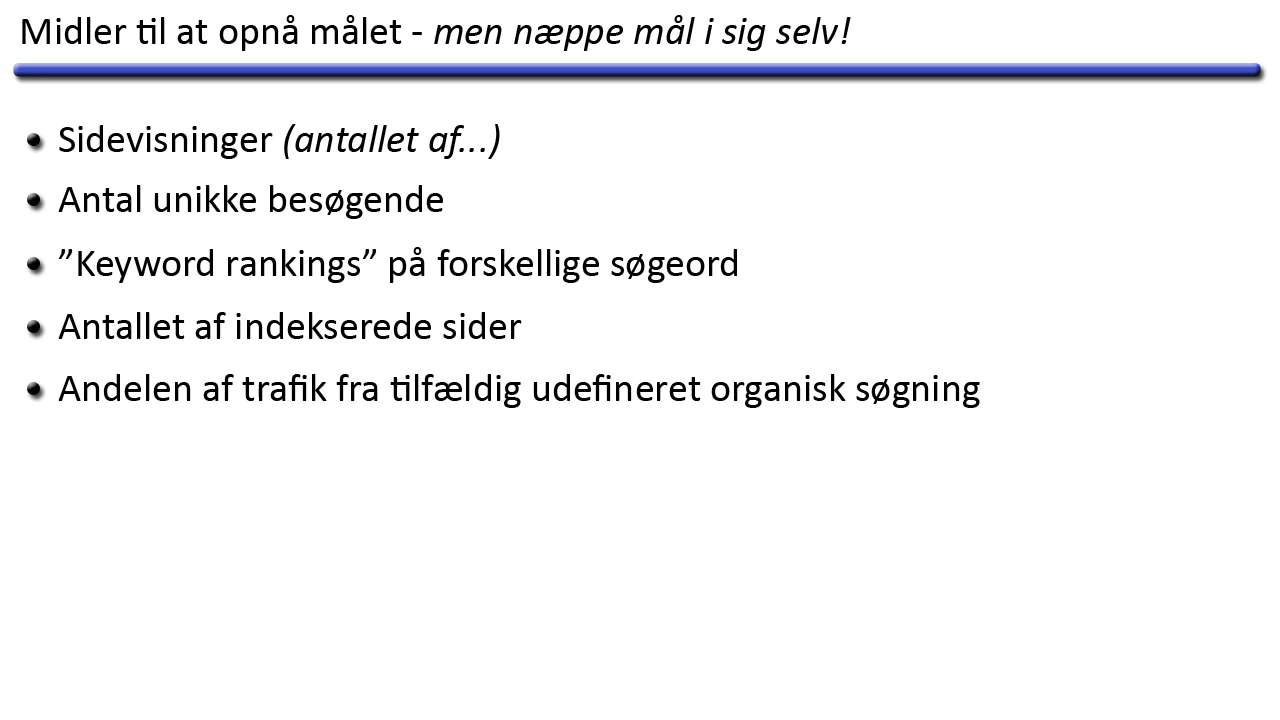 Midler til at opnå målet - men næppe mål i sig selv!
Sidevisninger (antallet af...)
Antal unikke besøgende
”Keyword rankings” på forskellige søgeord
Antallet af indekserede sider
Andelen af trafik fra tilfældig udefineret organisk søgning